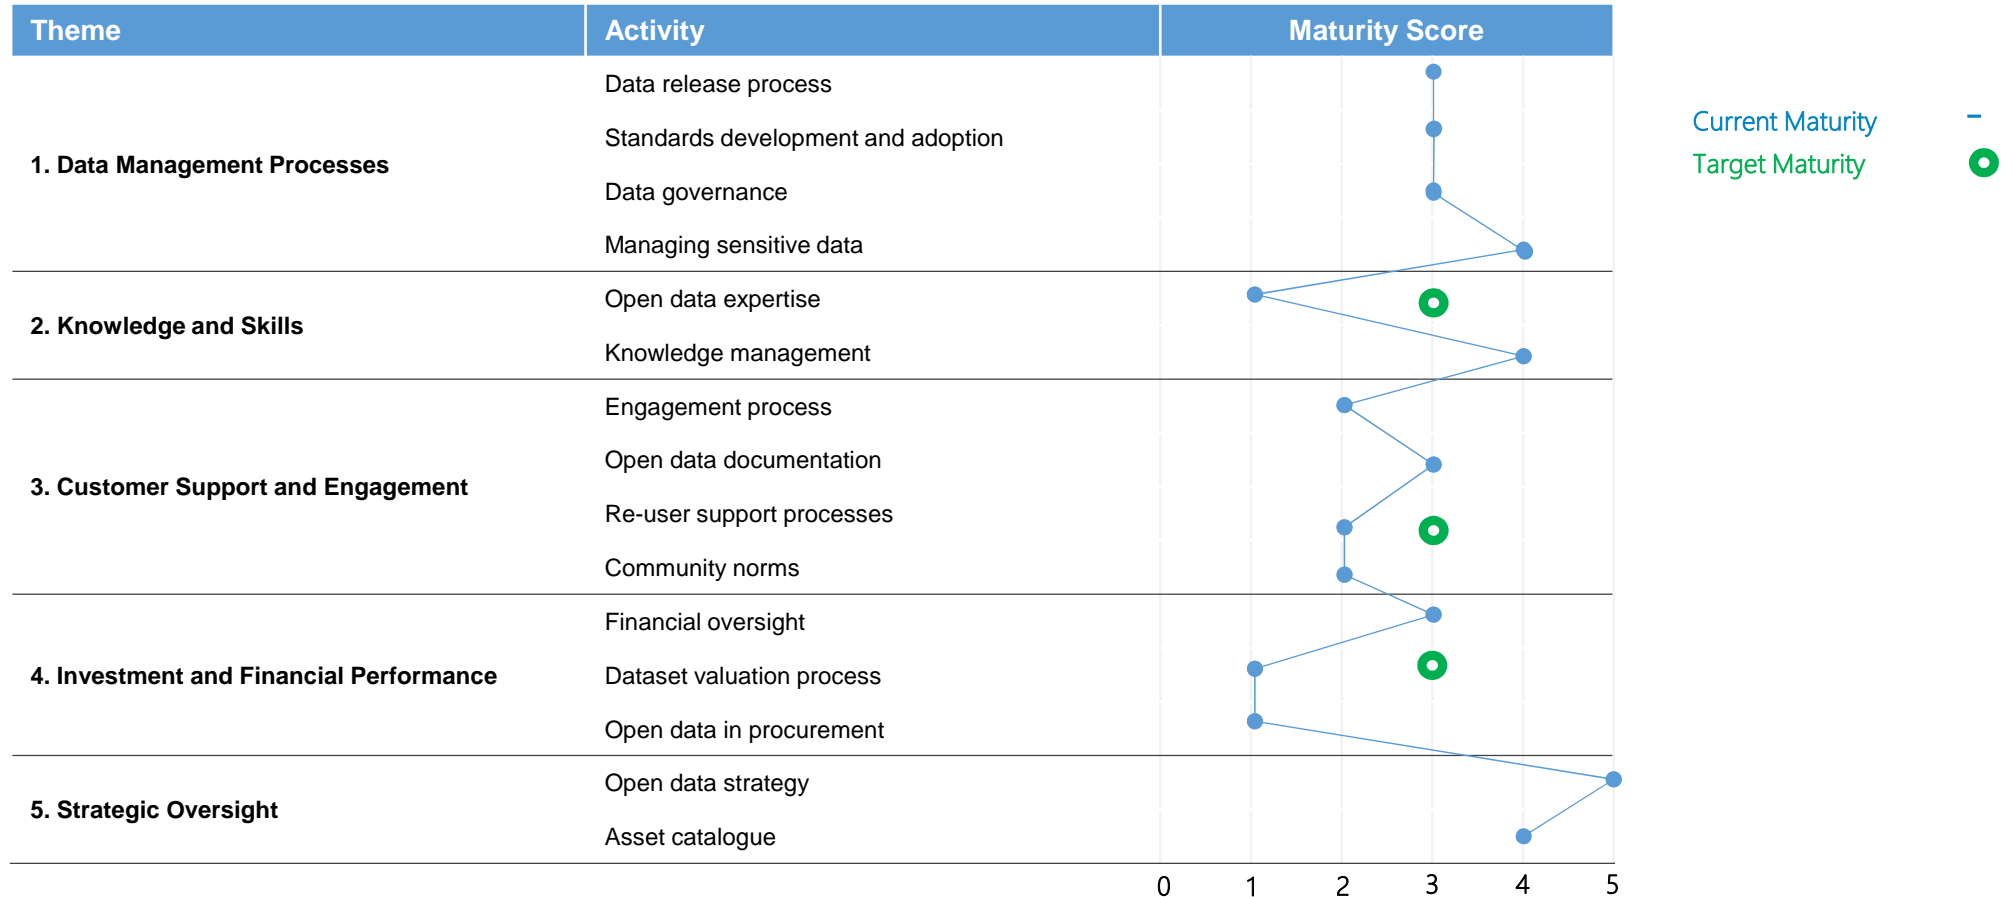 Theme Activity Maturity Score
Data release process
Current Maturity
Standards development and adoption
Target Maturity
1. Data Management Processes
Data governance
Managing sensitive data
Open data expertise
2. Knowledge and Skills
Knowledge management
Engagement process
Open data documentation
3. Customer Support and Engagement
Re-user support processes
Community norms
Financial oversight
4. Investment and Financial Performance Dataset valuation process
Open data in procurement
Open data strategy
5. Strategic Oversight
Asset catalogue
0 1 2 3 4 5